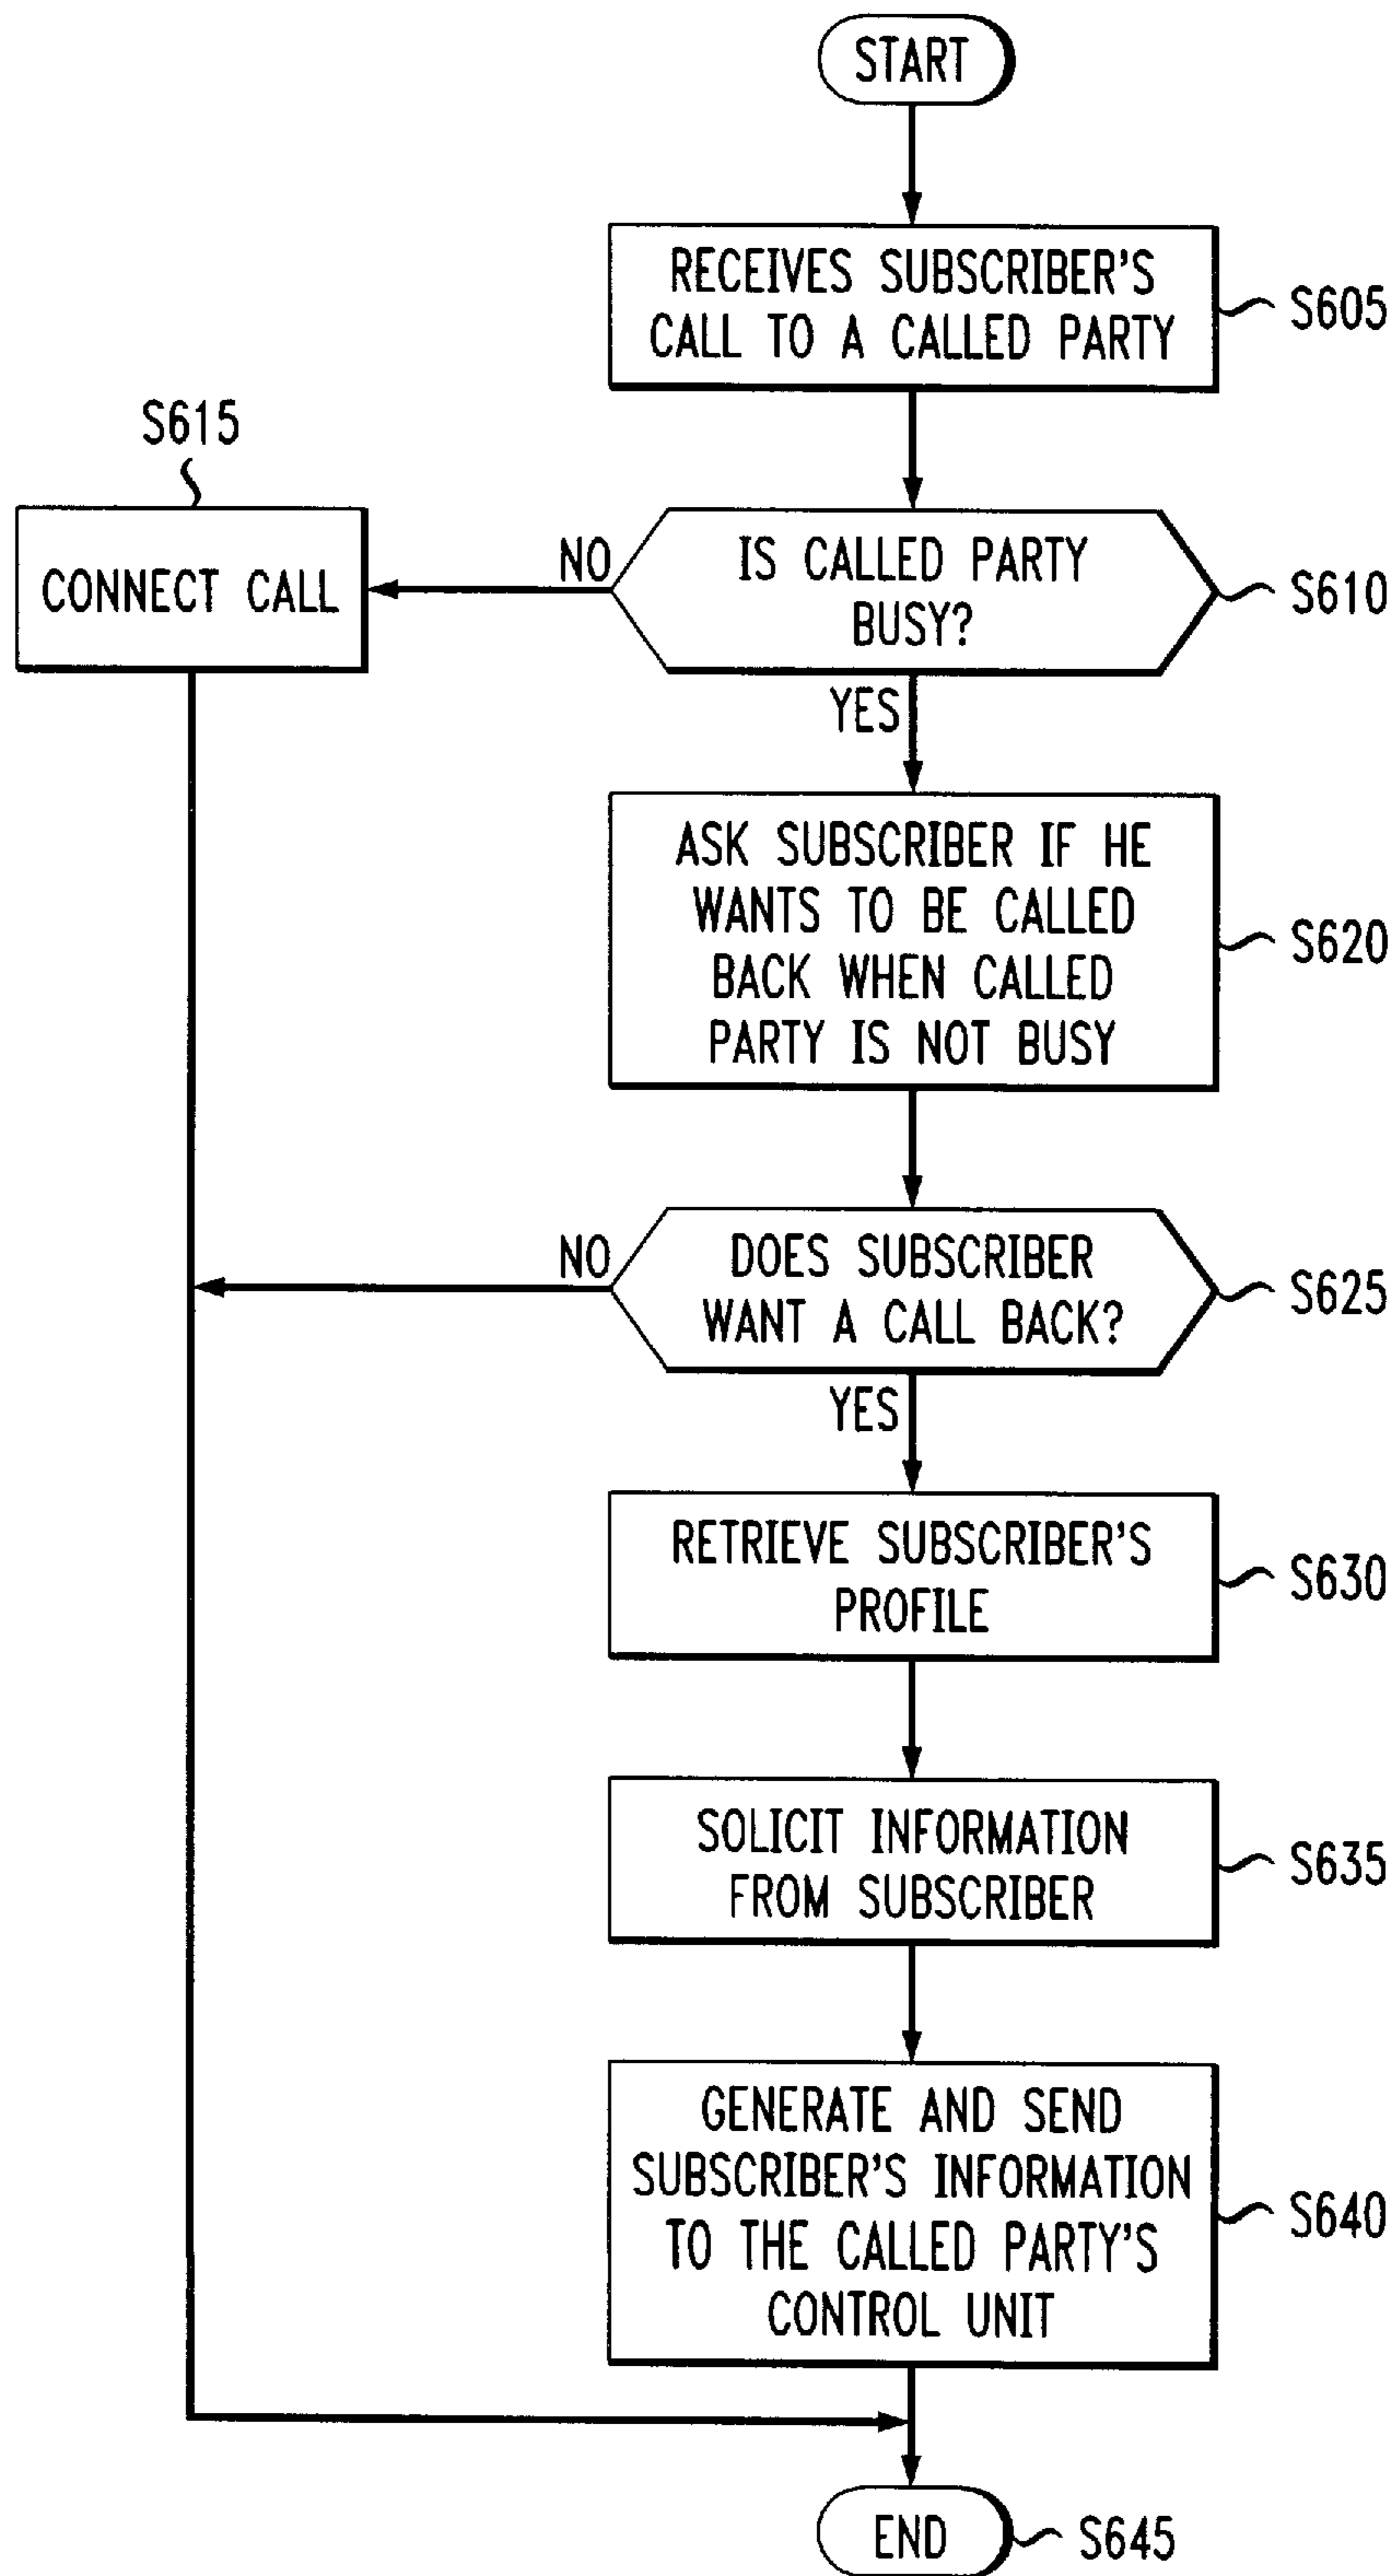 START
RECEIVES SUBSCRIBER'S
CALL TO A CALLED PARTY
S605
S615
CONNECT CALL
NO
IS CALLED PARTY
BUSY?
S610
YES
ASK SUBSCRIBER IF HE
WANTS TO BE CALLED
BACK WHEN CALLED
PARTY IS NOT BUSY
S620
NO
DOES SUBSCRIBER
WANT A CALL BACK?
S625
YES
RETRIEVE SUBSCRIBER'S
PROFILE
S630
SOLICIT INFORMATION
FROM SUBSCRIBER
S635
GENERATE AND SEND
SUBSCRIBER'S INFORMATION
TO THE CALLED PARTY'S
CONTROL UNIT
S640
END
S645